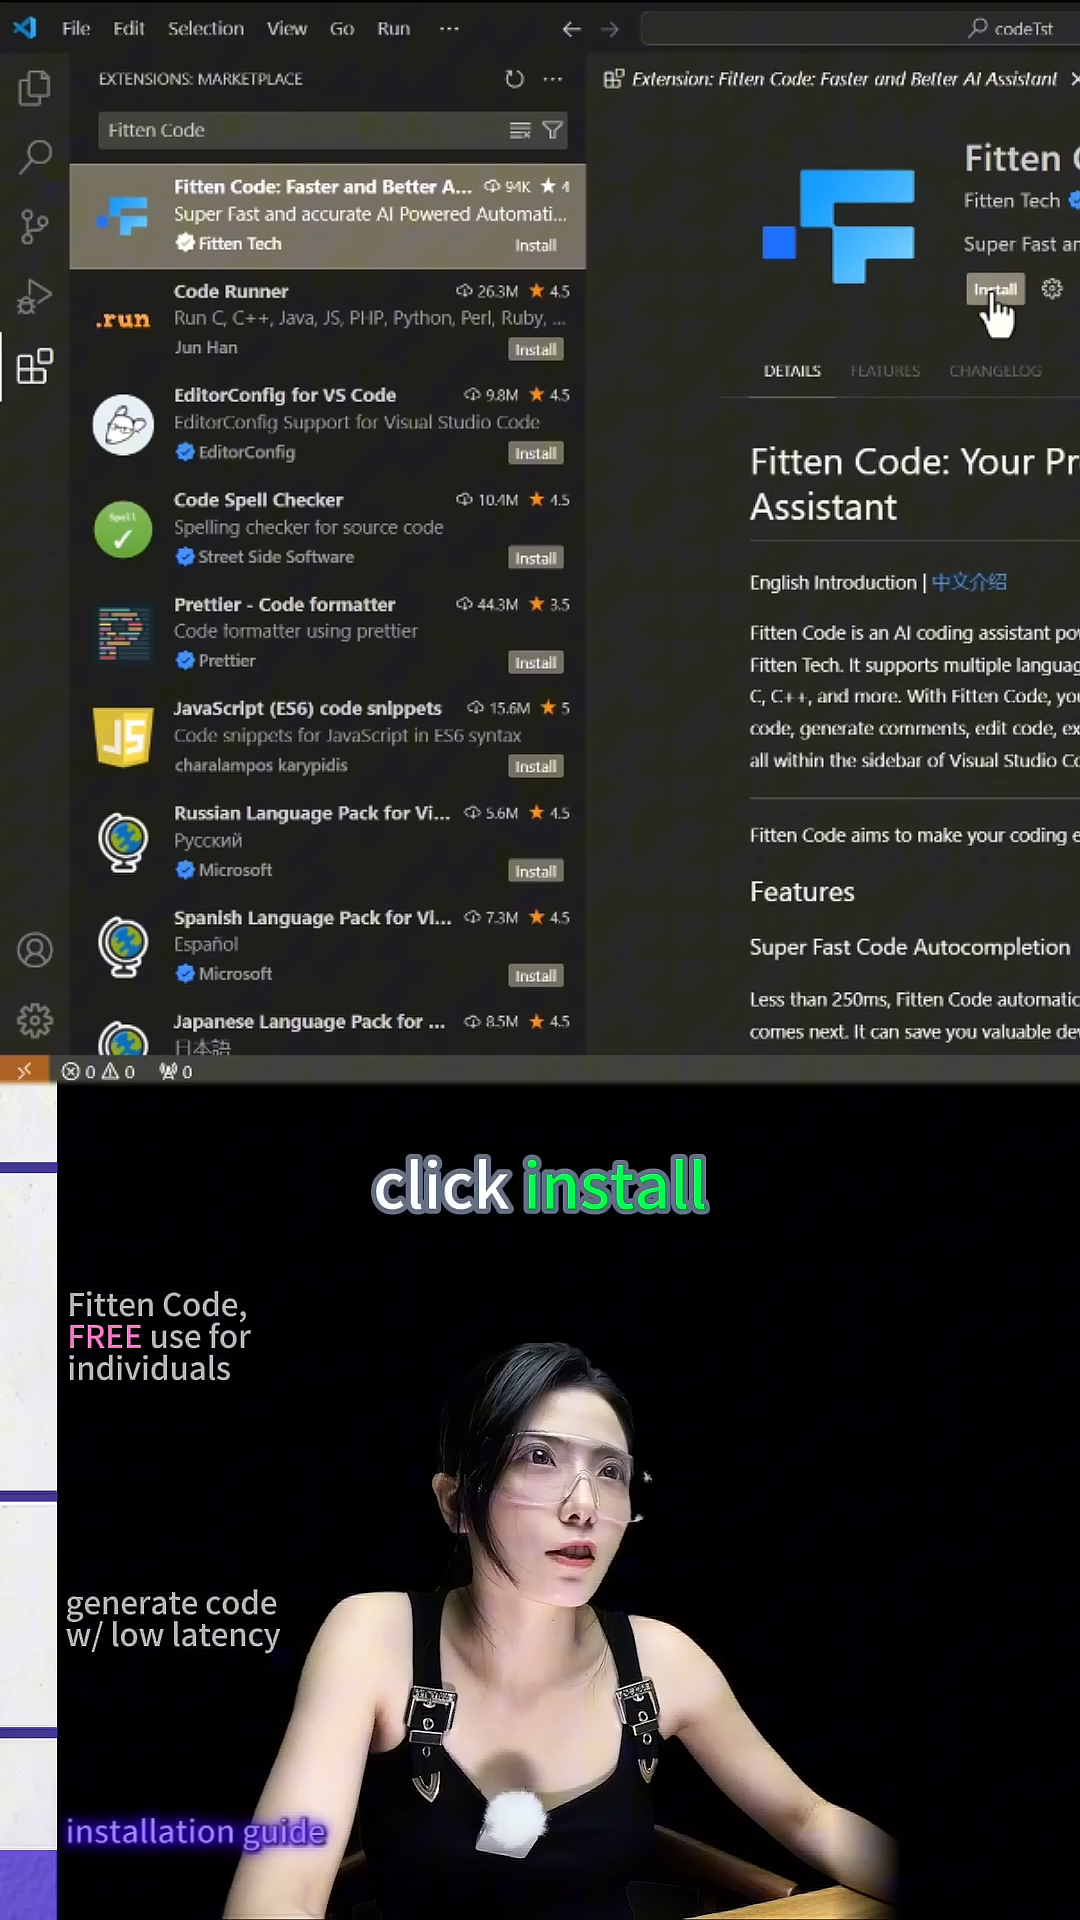 File Edit Selection View Go Run ...
codeTst
EXTENSIONS: MARKETPLACE
Fitten Code
Fitten Code: Faster and Better A... 94K ★ 4
Super Fast and accurate AI Powered Automati...
Fitten Tech Install
Code Runner 26.3M ★ 4.5
.run Run C, C++, Java, JS, PHP, Python, Perl, Ruby, ...
Jun Han Install
EditorConfig for VS Code 9.8M ★ 4.5
EditorConfig Support for Visual Studio Code
EditorConfig Install
Code Spell Checker 10.4M ★ 4.5
Spell
Spelling checker for source code
Street Side Software Install
Prettier - Code formatter 44.3M ★ 3.5
Code formatter using prettier
Prettier Install
JavaScript (ES6) code snippets 15.6M ★ 5
JS Code snippets for JavaScript in ES6 syntax
charalampos karypidis Install
Russian Language Pack for Vi... 5.6M ★ 4.5
Русский
Microsoft Install
Spanish Language Pack for Vi... 7.3M ★ 4.5
Español
Microsoft Install
Japanese Language Pack for ... 8.5M ★ 4.5
日本語
0 0 0
Extension: Fitten Code: Faster and Better AI Assistant
Fitten
Fitten Tech
Super Fast
Install
DETAILS FEATURES CHANGELOG
Fitten Code: Your
Assistant
English Introduction | 中文介绍
Fitten Code is an AI coding assistant
Fitten Tech. It supports multiple
C, C++, and more. With Fitten Code,
code, generate comments, edit code,
all within the sidebar of Visual Studio
Fitten Code aims to make your coding
Features
Super Fast Code Autocompletion
Less than 250ms, Fitten Code
comes next. It can save you valuable
click install
Fitten Code,
FREE use for
individuals
generate code
w/ low latency
installation guide